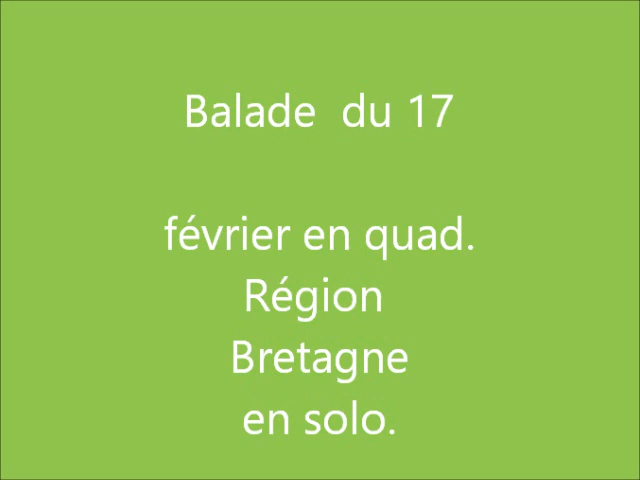 Balade  du 17
février en quad.
Région
Bretagne
en solo.